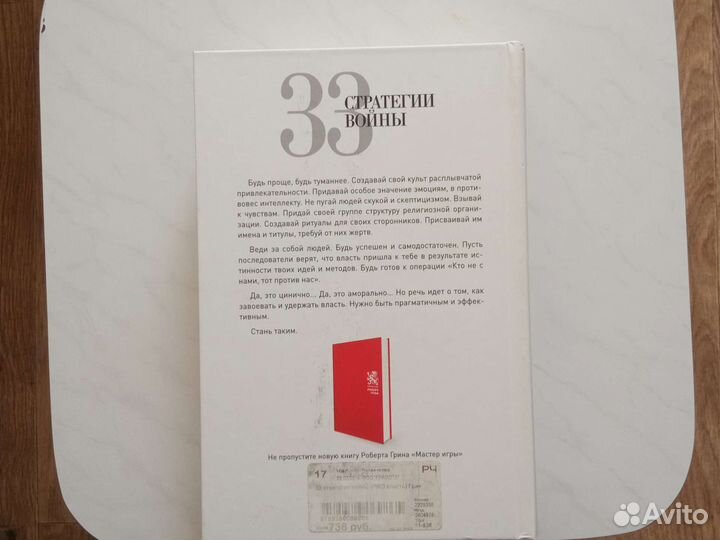 33
СТРАТЕГИИ
ВОЙНЫ
Будь проще, будь туманнее. Создавай свой культ расплывчатой
привлекательности. Придавай особое значение эмоциям, в проти-
вовес интеллекту. Не пугай людей скукой и скептицизмом. Взывай
к чувствам. Придай своей группе структуру религиозной органи-
зации. Создавай ритуалы для своих сторонников. Присваивай им
имена и титулы, требуй от них жертв.
Веди за собой людей. Будь успешен и самодостаточен. Пусть
последователи верят, что власть пришла к тебе в результате ис-
тинности твоих идей и методов. Будь готов к операции «Кто не с
нами, тот против нас».
Да, это цинично... Да, это аморально... Но речь идет о том, как
завоевать и удержать власть. Нужно быть прагматичным и эффек-
тивным.
Стань таким.
Не пропустите новую книгу Роберта Грина «Мастер игры»
17
РЧ
738 руб.
Avito